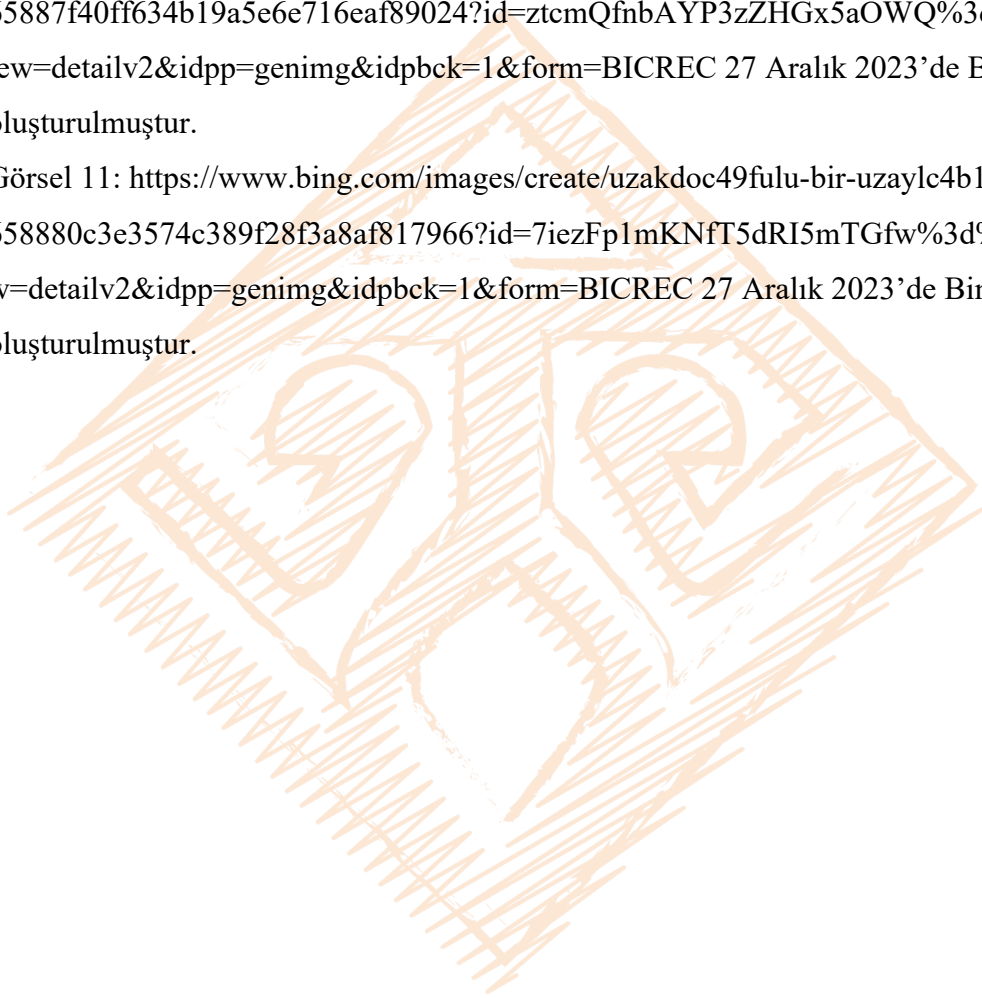 65887f40ff634b19a5e6e716eaf89024?id=ztcmQfnbAYP3zZHGx5aOWQ%3
ew=detailv2&idpp=genimg&idpbck=1&form=BICREC 27 Aralık 2023’de B
oluşturulmuştur.
Görsel 11: https://www.bing.com/images/create/uzakdoc49fulu-bir-uzaylc4b1
658880c3e3574c389f28f3a8af817966?id=7iezFp1mKNfT5dRI5mTGfw%3d%
w=detailv2&idpp=genimg&idpbck=1&form=BICREC 27 Aralık 2023’de Bin
oluşturulmuştur.